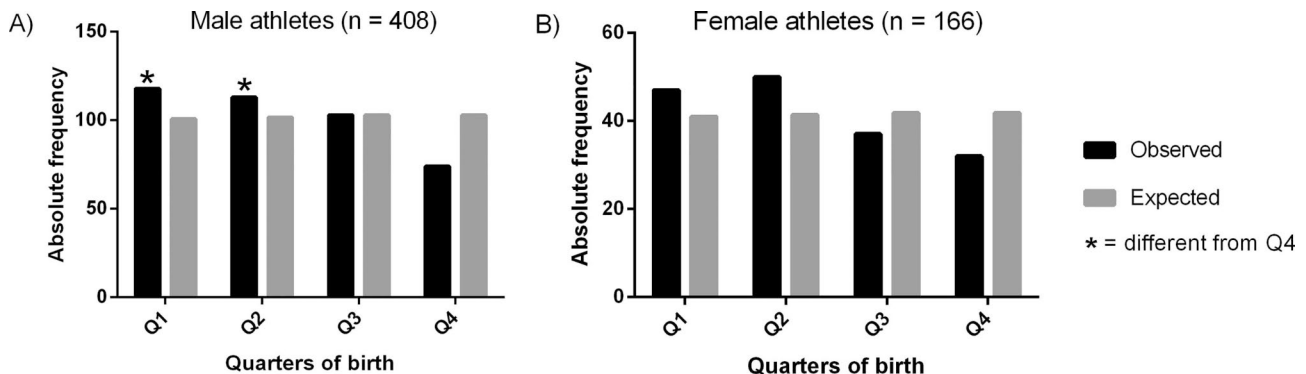 A)
Male athletes (n = 408)
Absolute frequency
150
100
50
0
*
*
Q1
Q2
Q3
Q4
Quarters of birth
B)
Female athletes (n = 166)
Absolute frequency
60
40
20
0
Q1
Q2
Q3
Q4
Quarters of birth
Observed
Expected
* = different from Q4